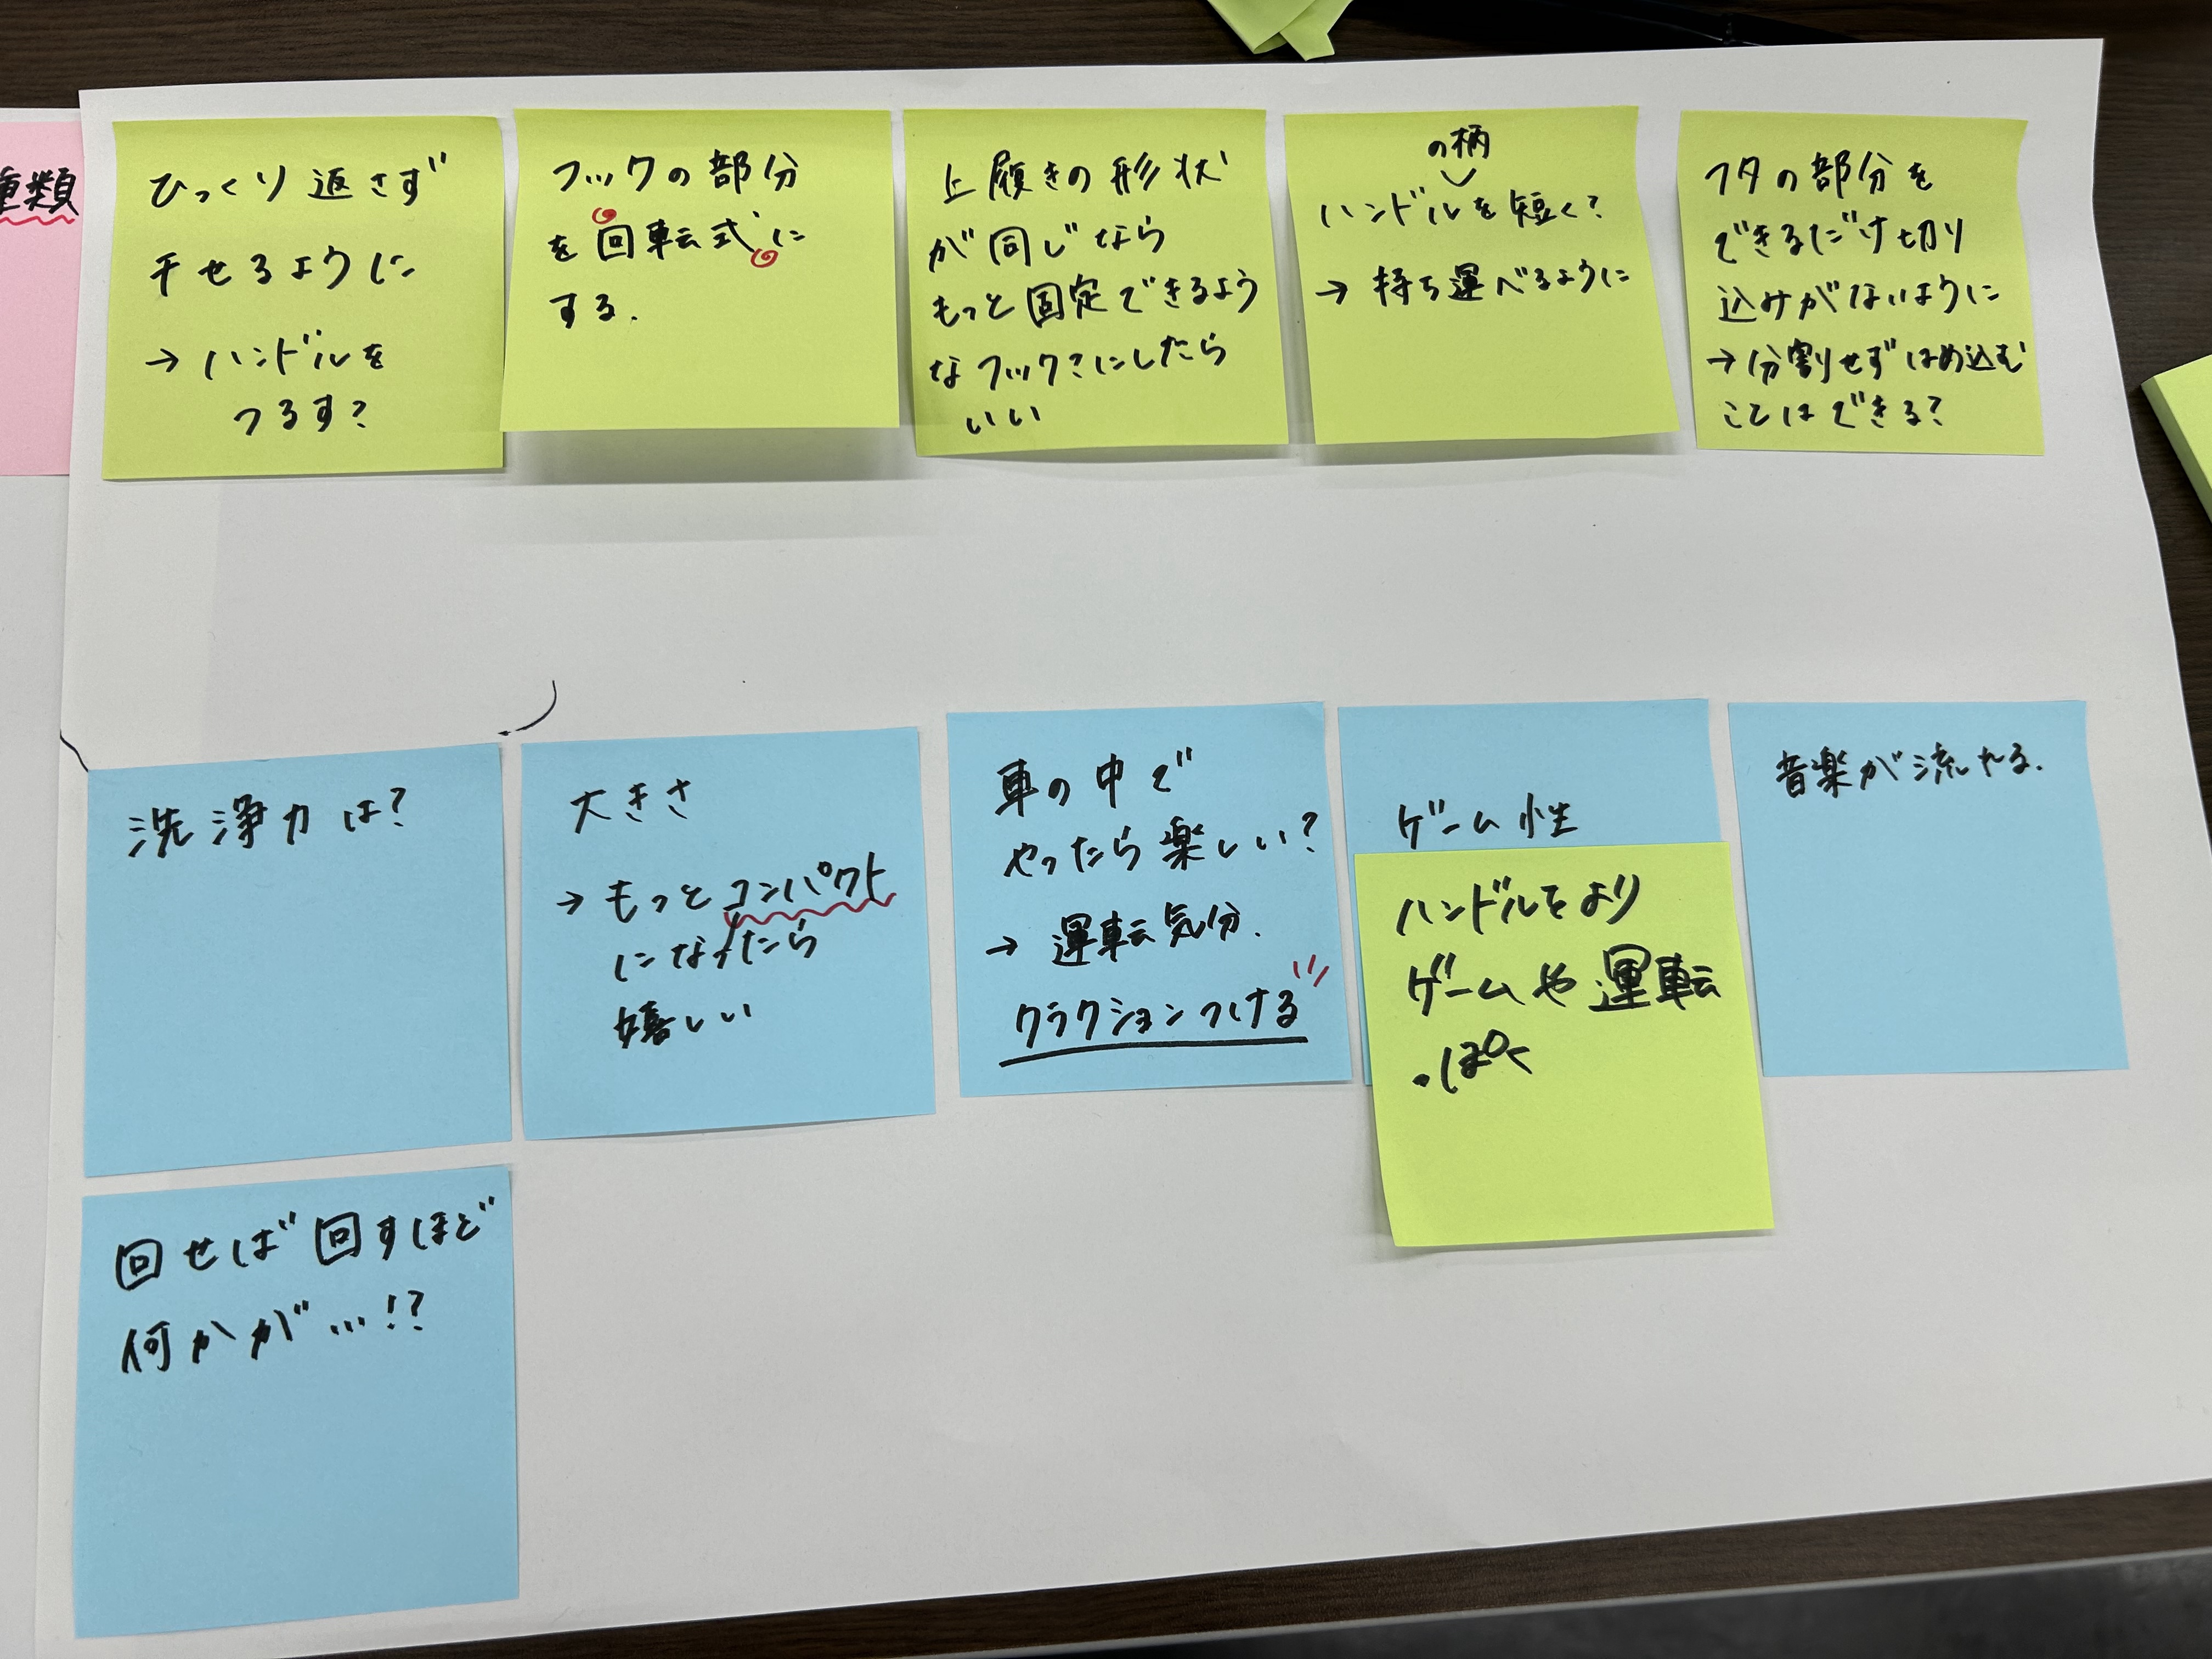 種類
ひっくり返さず
干せるように
→ ハンドルを
つるす?
フックの部分
を回転式に
する.
上履きの形状
が同じなら
もっと固定できるよう
なフック?にしたら
いい
の柄
ハンドルを短く?
→ 持ち運べるように
フタの部分を
できるだけ切り
込みがないように
→ 分割せずはめ込む
ことはできる?
洗浄力は?
大きさ
→ もっとコンパクト
になったら
嬉しい
車の中で
やったら楽しい?
→ 運転気分.
クラクションつける
ゲーム性
ハンドルをより
ゲームや運転
っぽく
音楽が流れる.
回せば回すほど
何かが…!?